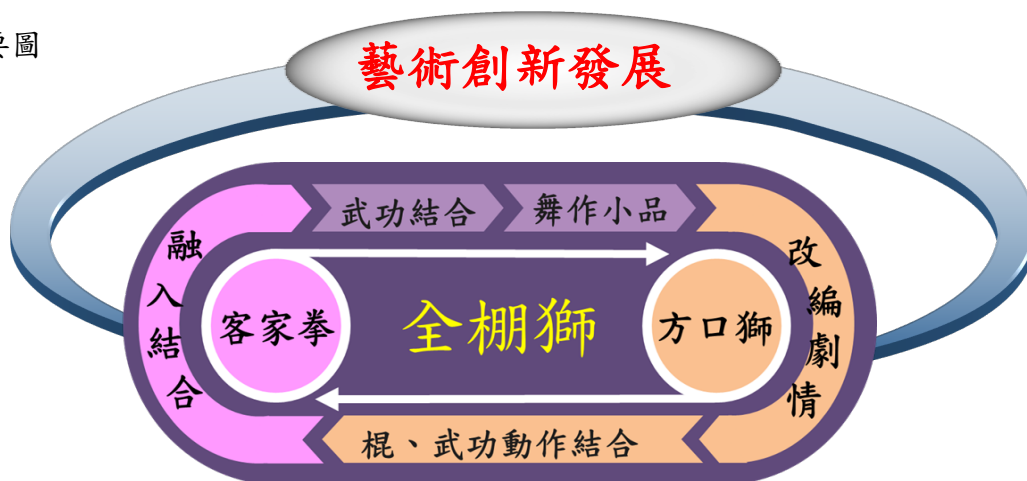 要圖
藝術創新發展
武功結合
舞作小品
融入結合
客家拳
全棚獅
方口獅
改編劇情
棍、武功動作結合